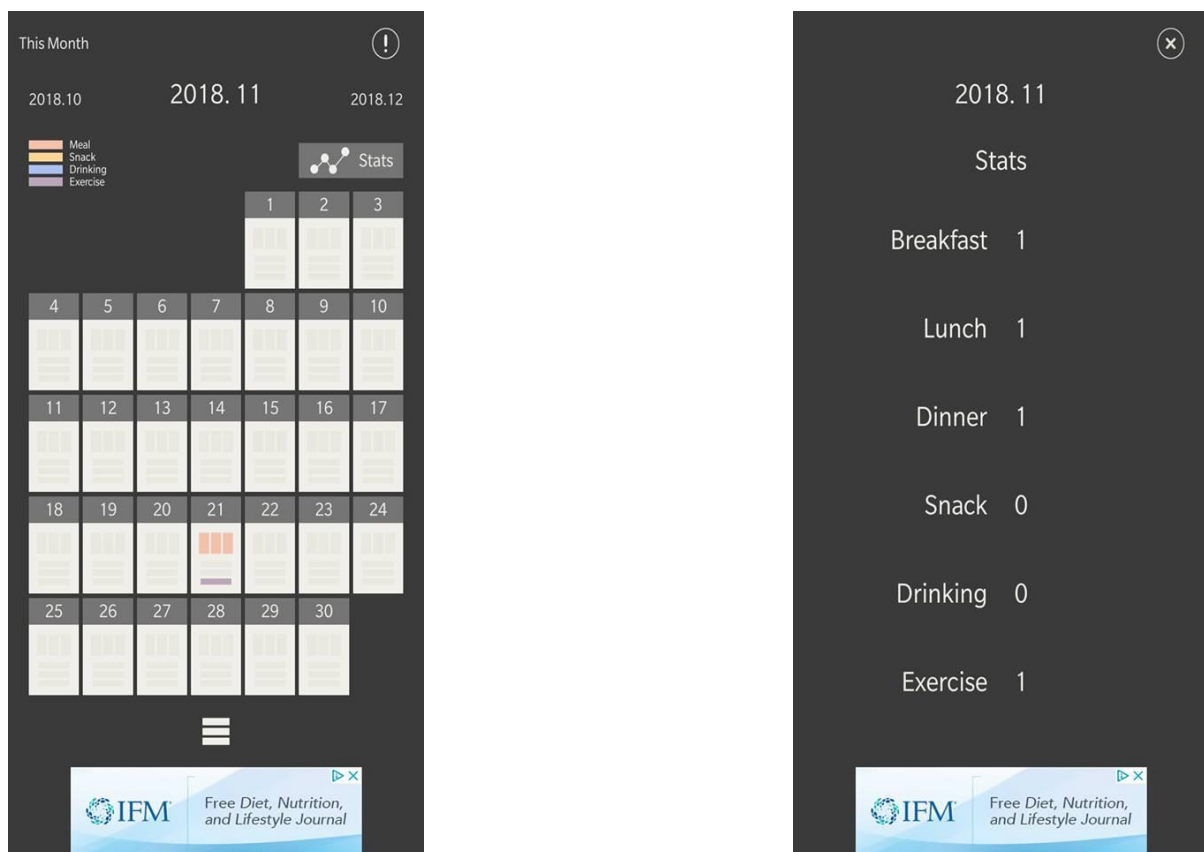 This Month
!
2018.10 2018. 11 2018.12
Meal
Snack
Drinking
Exercise
Stats
1 2 3
4 5 6 7 8 9 10
11 12 13 14 15 16 17
18 19 20 21 22 23 24
25 26 27 28 29 30
IFM
Free Diet, Nutrition,
and Lifestyle Journal
2018. 11
Stats
Breakfast 1
Lunch 1
Dinner 1
Snack 0
Drinking 0
Exercise 1
IFM
Free Diet, Nutrition,
and Lifestyle Journal